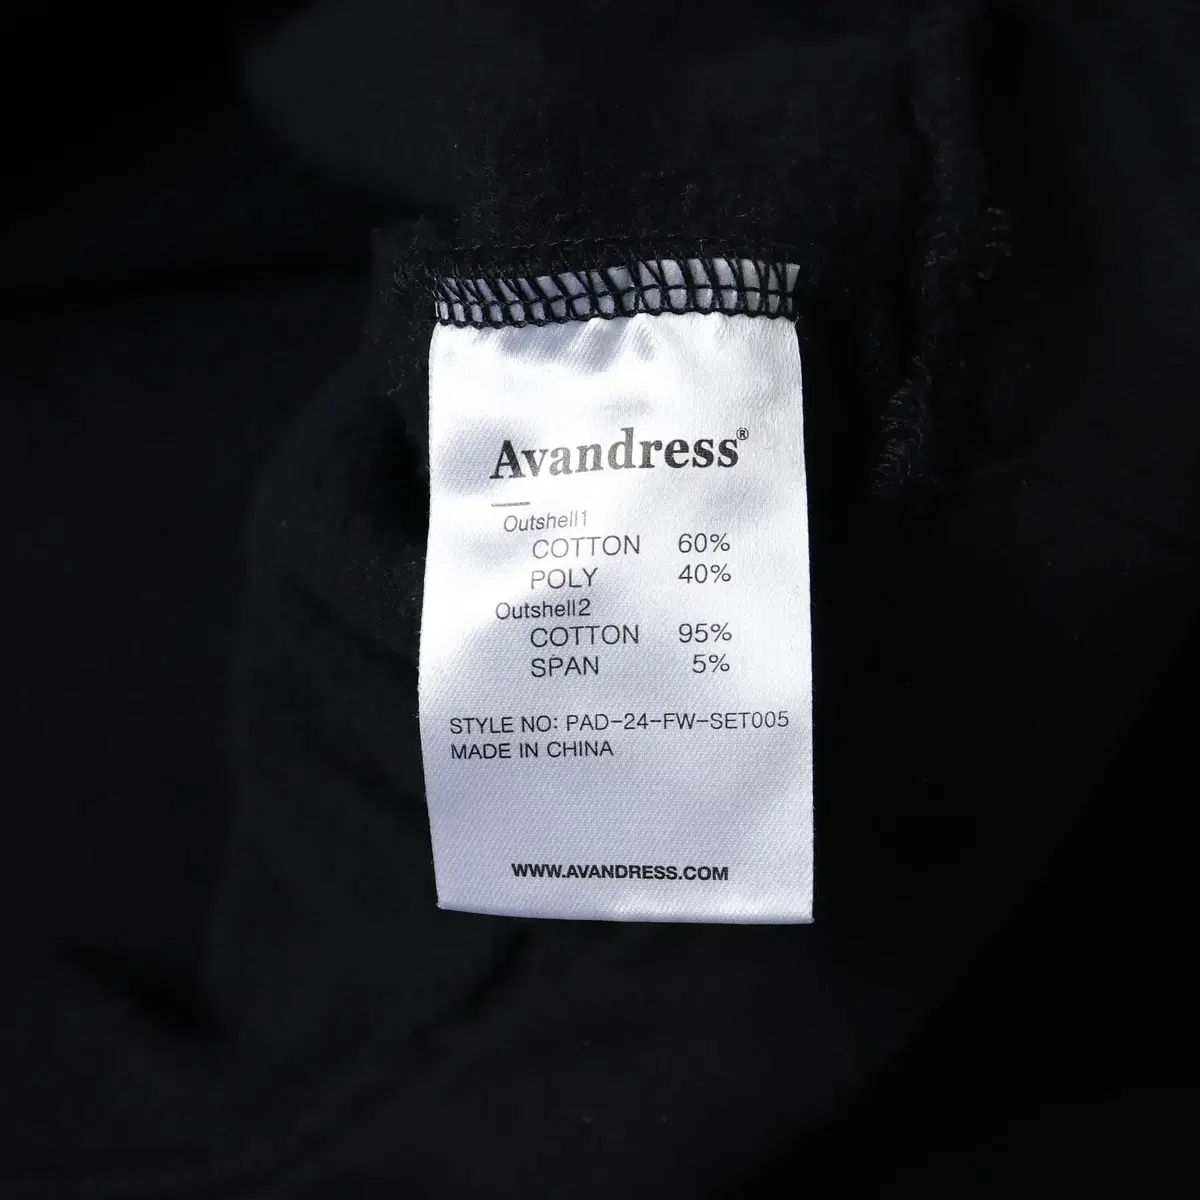 Avandress®
Outshell1
COTTON 60%
POLY 40%
Outshell2
COTTON 95%
SPAN 5%
STYLE NO: PAD-24-FW-SET005
MADE IN CHINA
WWW.AVANDRESS.COM